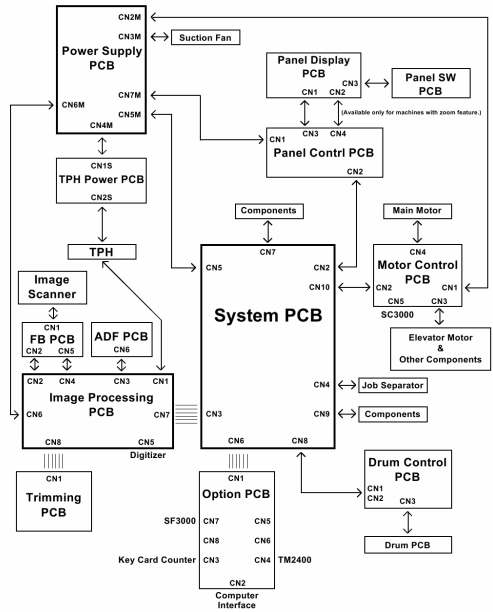 CN2M
CN3M
Power Supply
PCB
CN7M
CN6M
CN5M
CN4M
Suction Fan
Panel Display
PCB
CN3
CN1 CN2
Panel SW
PCB
(Available only for machines with zoom feature.)
CN3 CN4
CN1
Panel Contrl PCB
CN2
CN1S
TPH Power PCB
CN2S
TPH
Components
Main Motor
CN7
CN5
CN2
CN10
System PCB
CN4
CN9
CN3
CN6
CN8
CN4
Motor Control
PCB
CN2
CN1
CN5
CN3
SC3000
Elevator Motor
&
Other Components
Image
Scanner
CN1
FB PCB
CN2 CN5
ADF PCB
CN6
CN2 CN4 CN3 CN1
Image Processing
PCB
CN6
CN7
CN8
CN5
Digitizer
Job Separator
Components
CN1
Trimming
PCB
CN1
Option PCB
SF3000
CN7
CN5
CN8
CN6
Key Card Counter
CN3
CN4
TM2400
CN2
Computer
Interface
Drum Control
PCB
CN1
CN2
CN3
Drum PCB